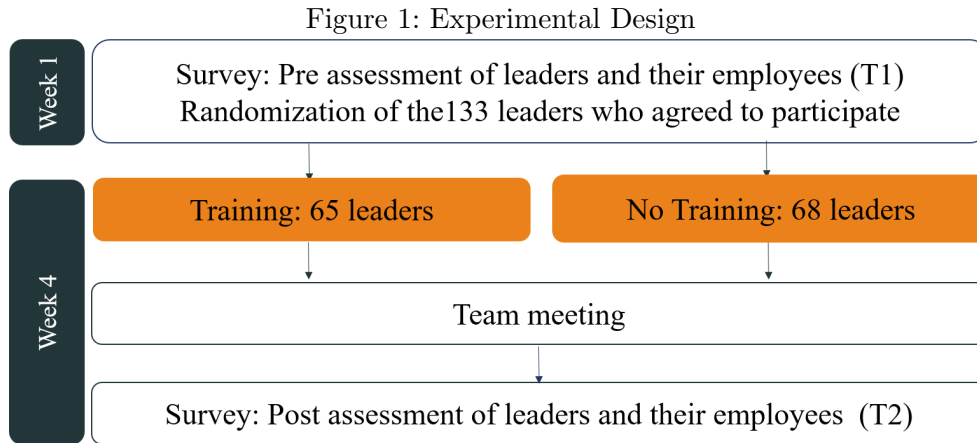 Figure 1: Experimental Design
Week 1
Survey: Pre assessment of leaders and their employees (T1)
Randomization of the133 leaders who agreed to participate
Week 4
Training: 65 leaders
No Training: 68 leaders
Team meeting
Survey: Post assessment of leaders and their employees (T2)